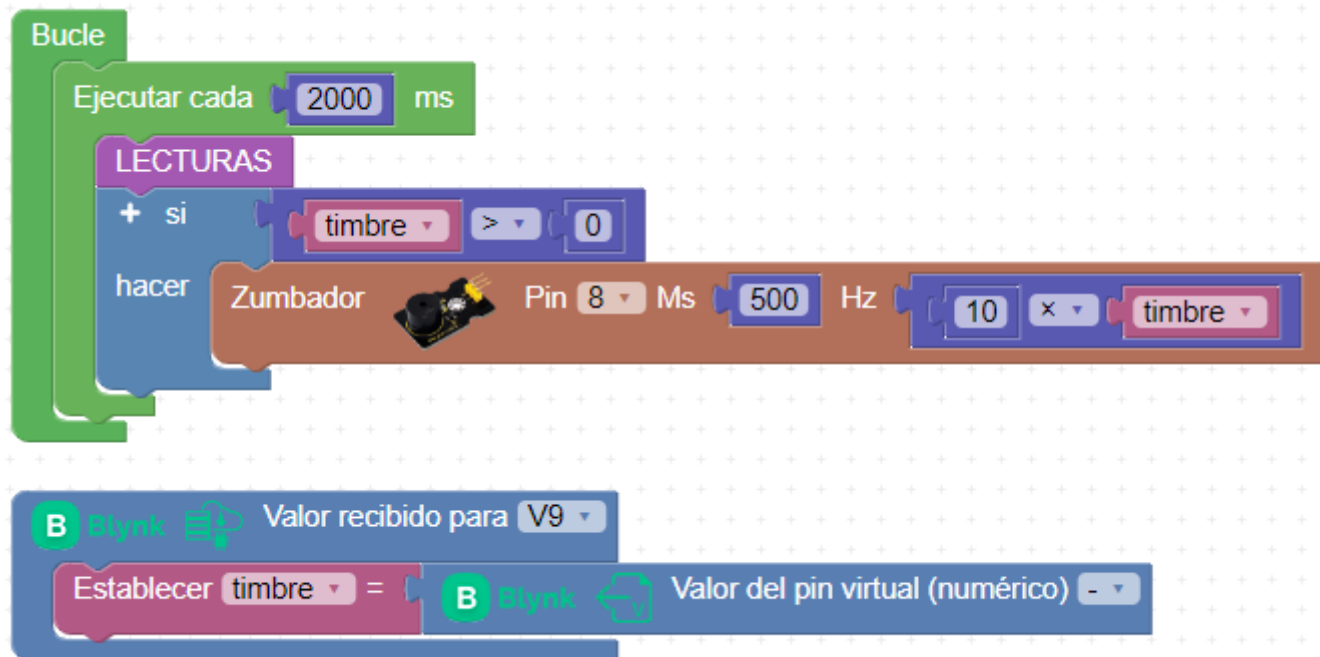 Bucle
Ejecutar cada 2000 ms
LECTURAS
+ si timbre > 0
hacer Zumbador Pin 8 Ms 500 Hz 10 × timbre
B Blynk Valor recibido para V9
Establecer timbre = B Blynk V Valor del pin virtual (numérico) -